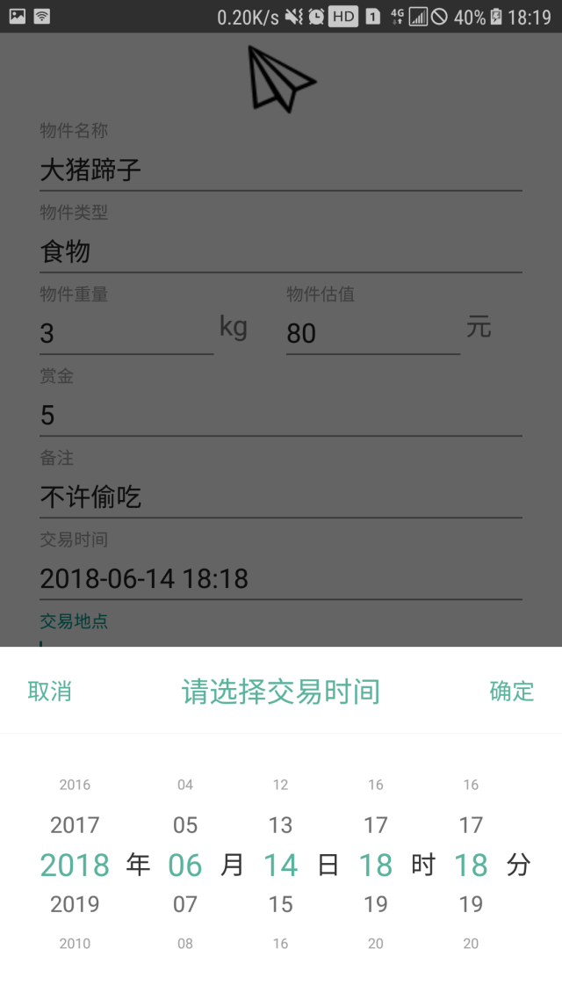 0.20K/s HD 1 4G 40% 18:19
物件名称
大猪蹄子
物件类型
食物
物件重量 物件估值
3 kg 80 元
赏金
5
备注
不许偷吃
交易时间
2018-06-14 18:18
交易地点
取消 请选择交易时间 确定
2016 04 12 16 16
2017 05 13 17 17
2018 年 06 月 14 日 18 时 18 分
2019 07 15 19 19
2010 08 16 20 20